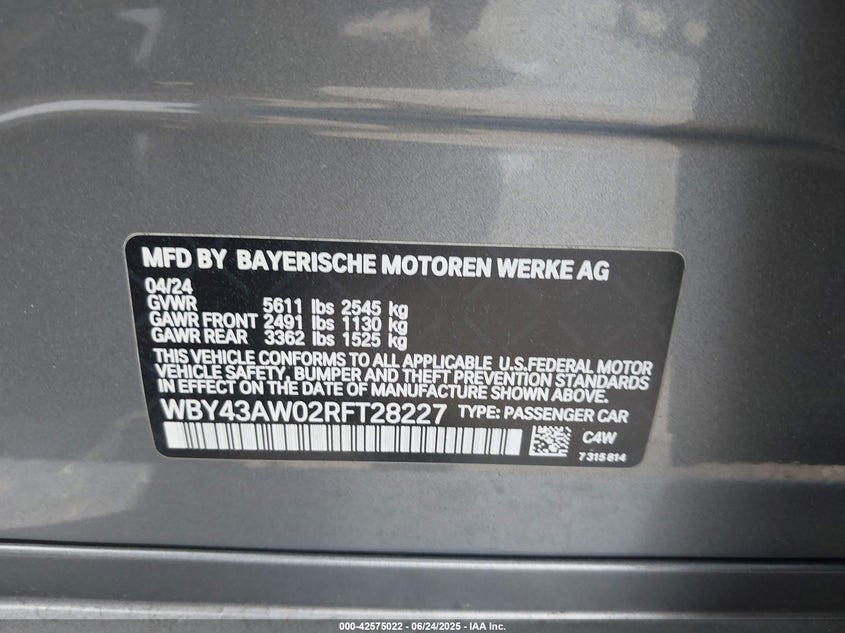 MFD BY BAYERISCHE MOTOREN WERKE AG
04/24
GVWR 5611 lbs 2545 kg
GAWR FRONT 2491 lbs 1130 kg
GAWR REAR 3362 lbs 1525 kg
THIS VEHICLE CONFORMS TO ALL APPLICABLE U.S.FEDERAL MOTOR
VEHICLE SAFETY, BUMPER AND THEFT PREVENTION STANDARDS
IN EFFECT ON THE DATE OF MANUFACTURE SHOWN ABOVE.
WBY43AW02RFT28227 TYPE: PASSENGER CAR
C4W
7 315 814
000-42575022 - 06/24/2025 - IAA Inc.